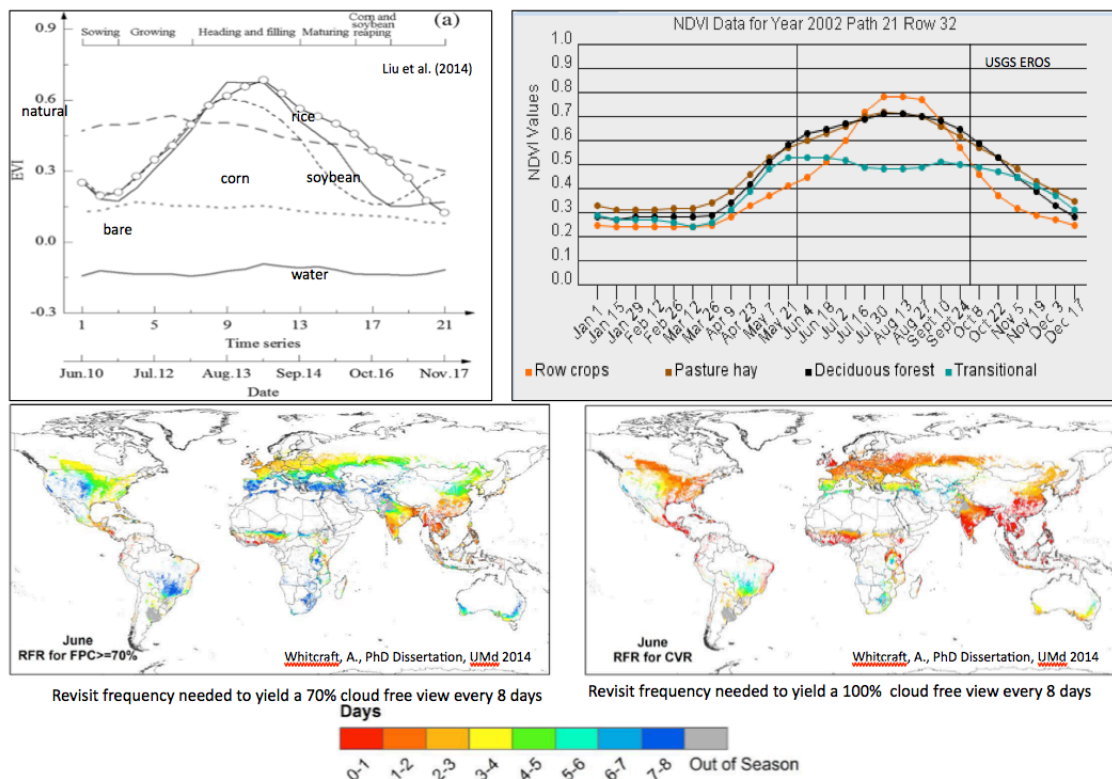 (a)
Sowing
Growing
Heading and filling
Maturing
Corn and
soybean
reaping
Liu et al. (2014)
0.9
0.6
0.3
0.0
-0.3
EVI
natural
rice
corn
soybean
bare
water
1 5 9 13 17 21
Time series
Jun.10 Jul.12 Aug.13 Sep.14 Oct.16 Nov.17
Date
NDVI Data for Year 2002 Path 21 Row 32
USGS EROS
NDVI Values
1.0
0.9
0.8
0.7
0.6
0.5
0.4
0.3
0.2
0.1
0.0
Jan 1
Jan 15
Jan 29
Feb 12
Feb 26
Mar 12
Mar 26
Apr 9
Apr 23
May 7
May 21
Jun 4
Jun 18
Jul 2
Jul 16
Jul 30
Aug 13
Aug 27
Sept 10
Sept 24
Oct 8
Oct 22
Nov 5
Nov 19
Dec 3
Dec 17
Row crops Pasture hay Deciduous forest Transitional
June
RFR for FPC>=70%
Whitcraft, A., PhD Dissertation, UMd 2014
Revisit frequency needed to yield a 70% cloud free view every 8 days
June
RFR for CVR
Whitcraft, A., PhD Dissertation, UMd 2014
Revisit frequency needed to yield a 100% cloud free view every 8 days
Days
0-1 1-2 2-3 3-4 4-5 5-6 6-7 7-8 Out of Season